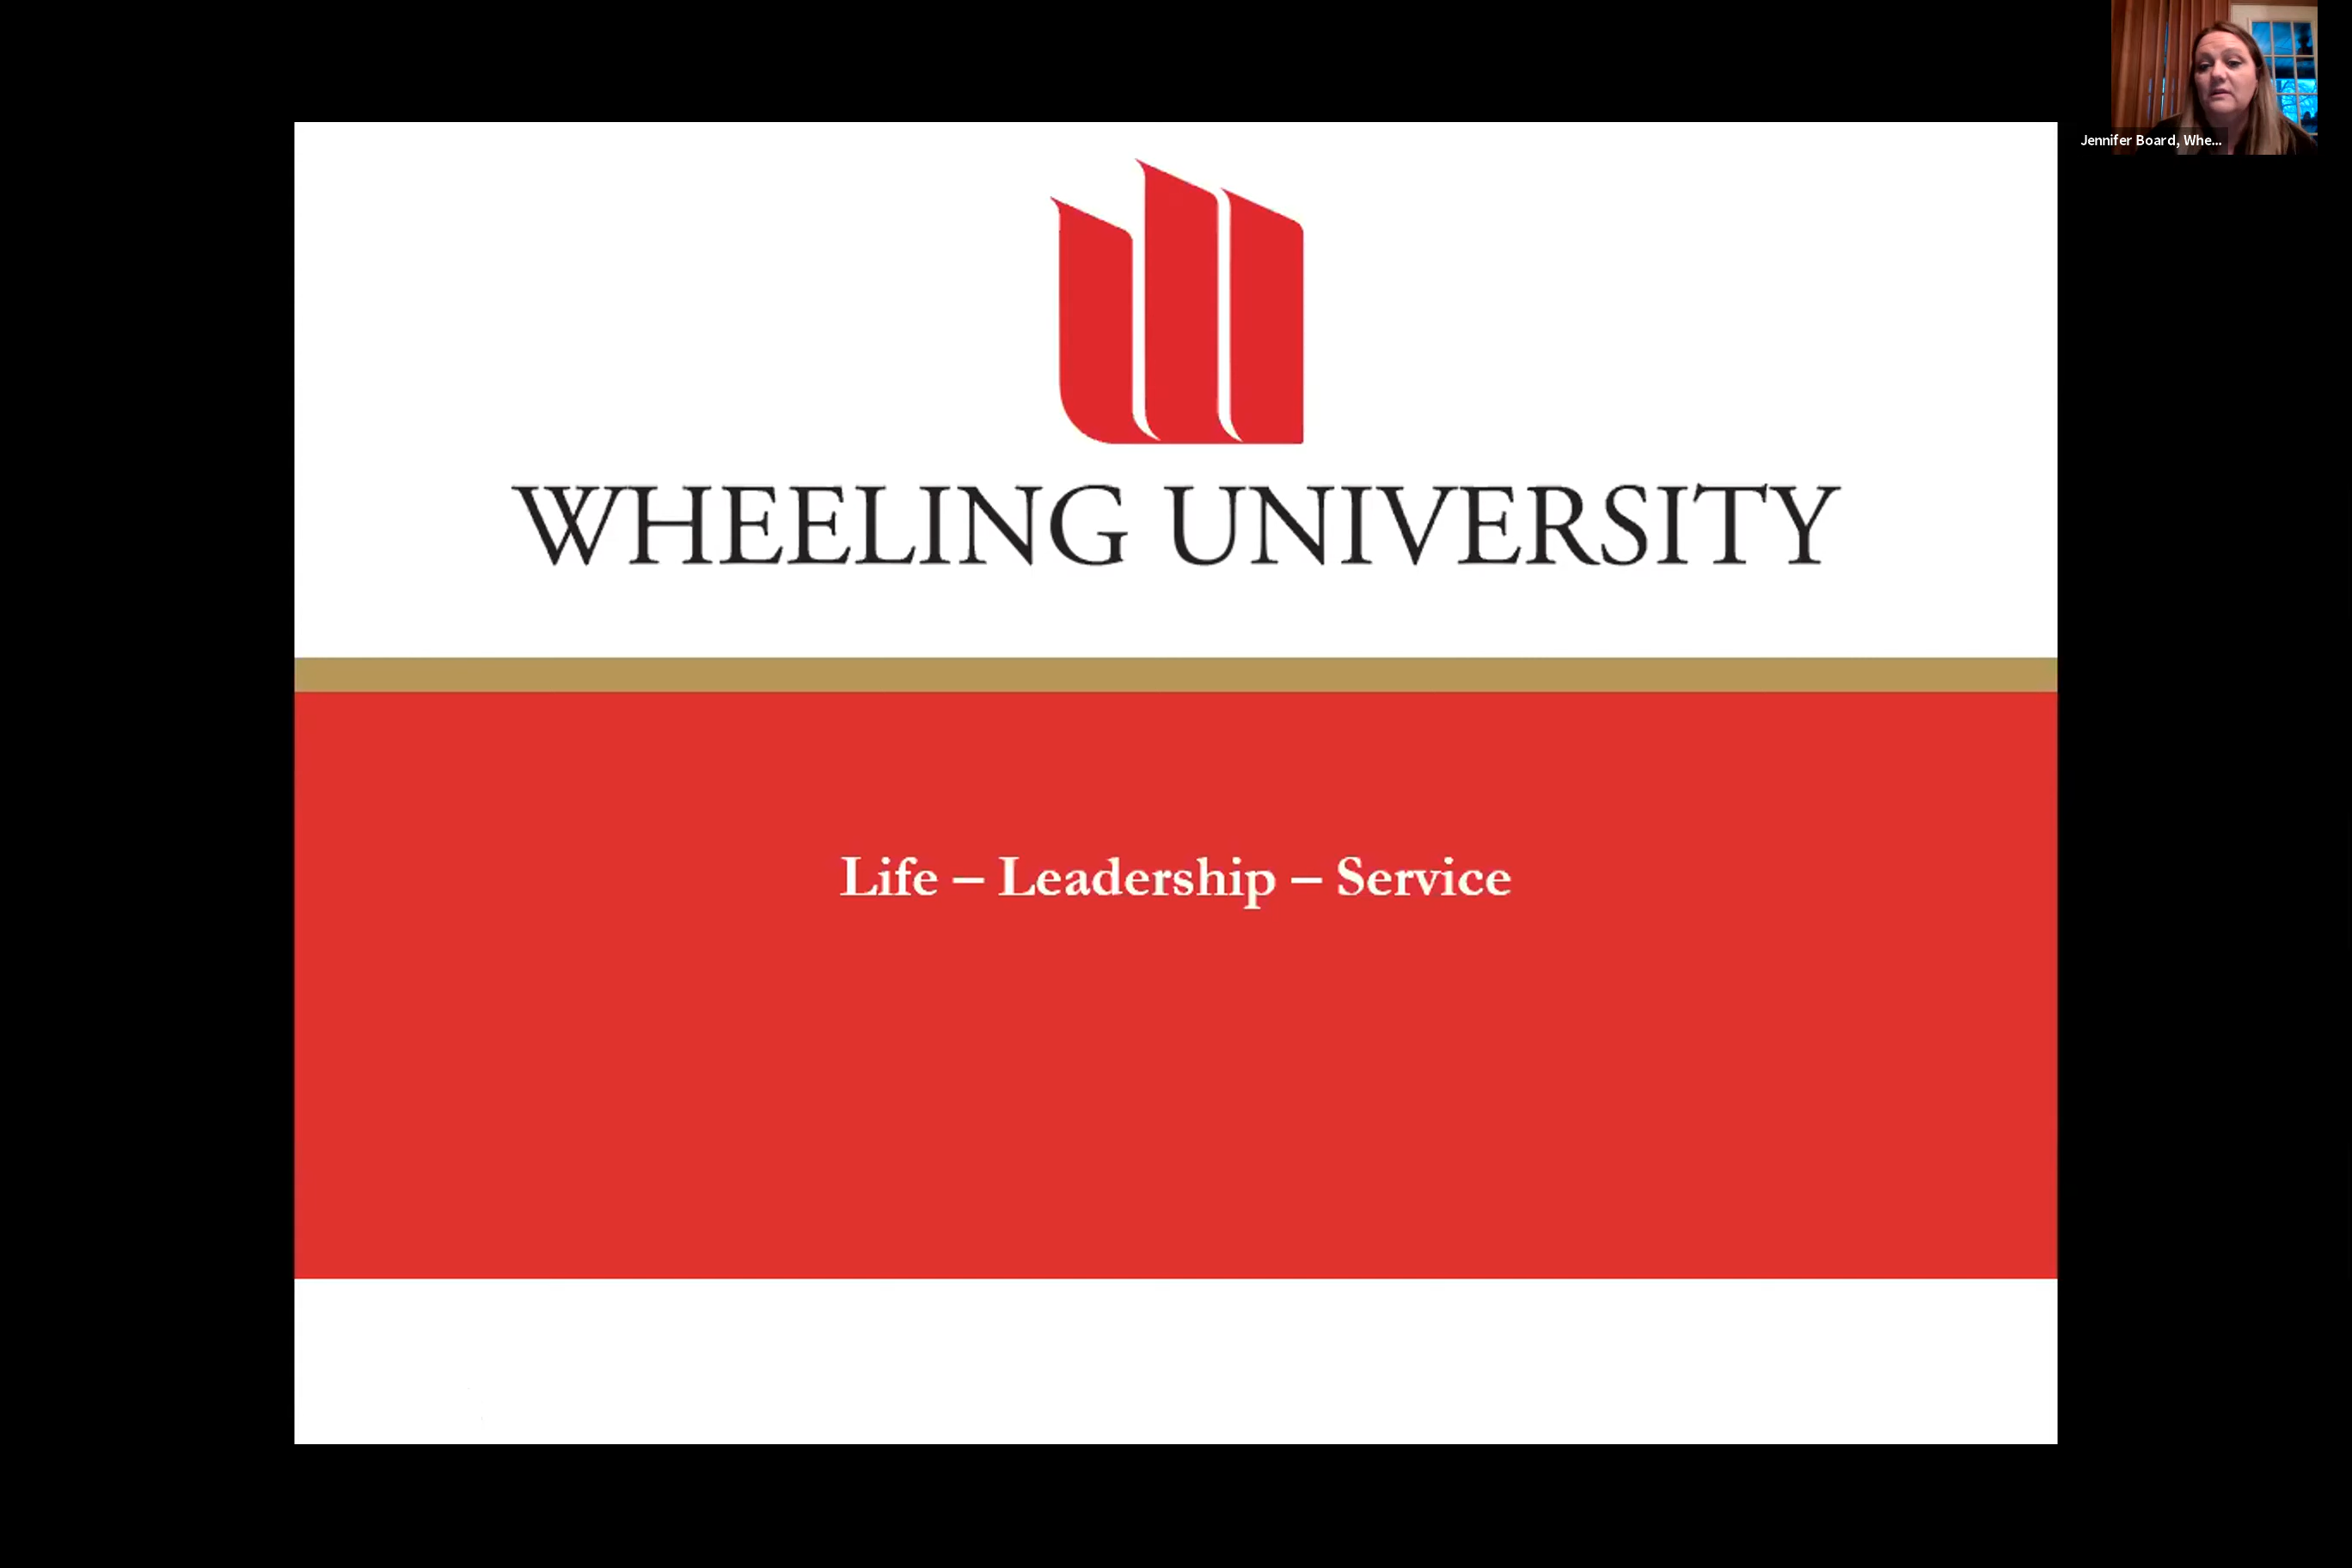 Jennifer Board, Whe...
WHEELING UNIVERSITY
Life – Leadership – Service